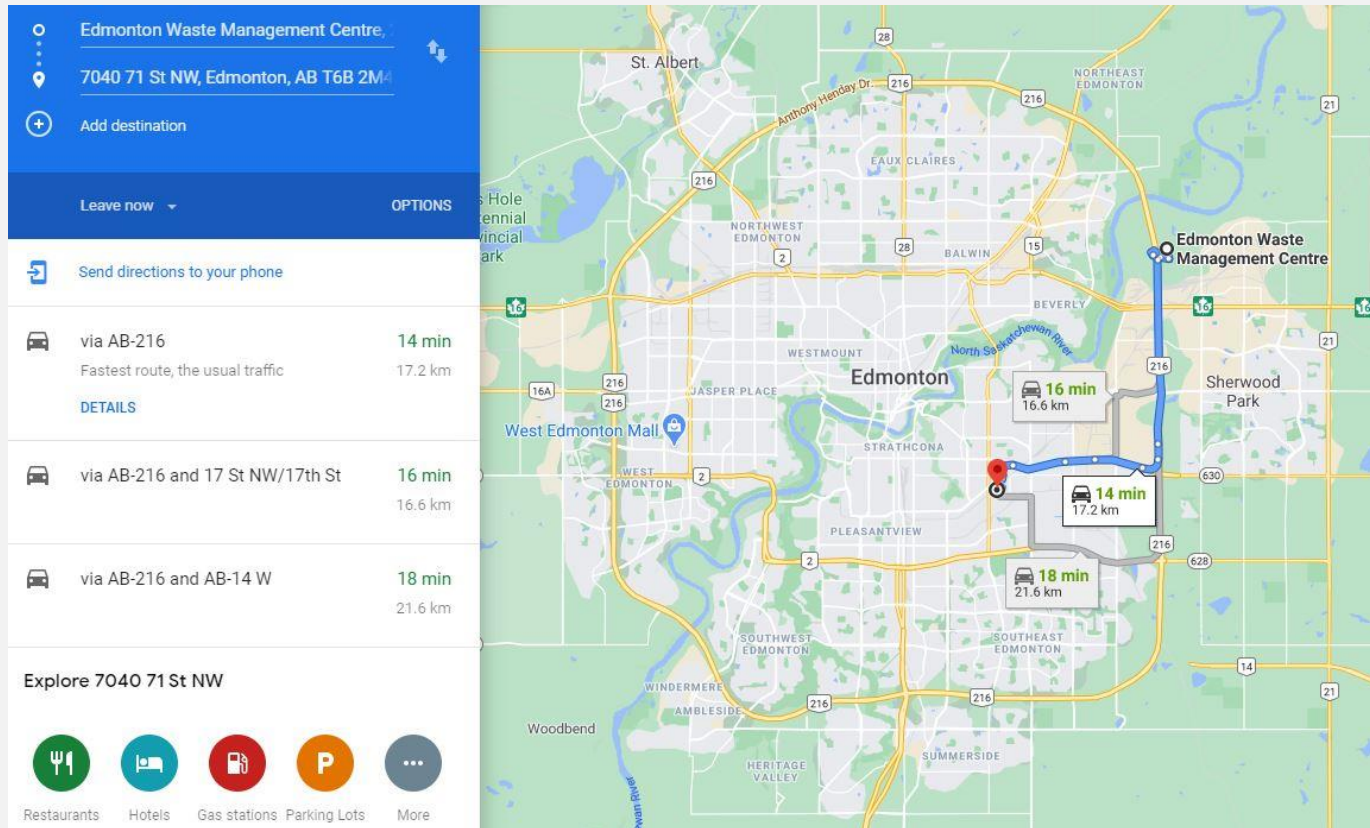 Edmonton Waste Management Centre,
7040 71 St NW, Edmonton, AB T6B 2M4
Add destination
Leave now
OPTIONS
Send directions to your phone
via AB-216
14 min
Fastest route, the usual traffic
17.2 km
DETAILS
via AB-216 and 17 St NW/17th St
16 min
16.6 km
via AB-216 and AB-14 W
18 min
21.6 km
Explore 7040 71 St NW
Restaurants
Hotels
Gas stations
P
Parking Lots
More
28
St. Albert
NORTHEAST
EDMONTON
Anthony Henday Dr.
216
216
21
EAUX CLAIRES
216
Hole
NORTHWEST
EDMONTON
2
28
BALWIN
15
Edmonton Waste
Management Centre
16
BEVERLY
16
16
North Saskatchewan River
WESTMOUNT
21
Edmonton
216
16A
216
216
JASPER PLACE
16 min
16.6 km
Sherwood
Park
West Edmonton Mall
STRATHCONA
WEST
EDMONTON
2
630
14 min
17.2 km
PLEASANTVIEW
216
2
628
18 min
21.6 km
SOUTHWEST
EDMONTON
SOUTHEAST
EDMONTON
14
WINDERMERE
AMBLESIDE
216
216
21
Woodbend
SUMMERSIDE
HERITAGE
VALLEY
River